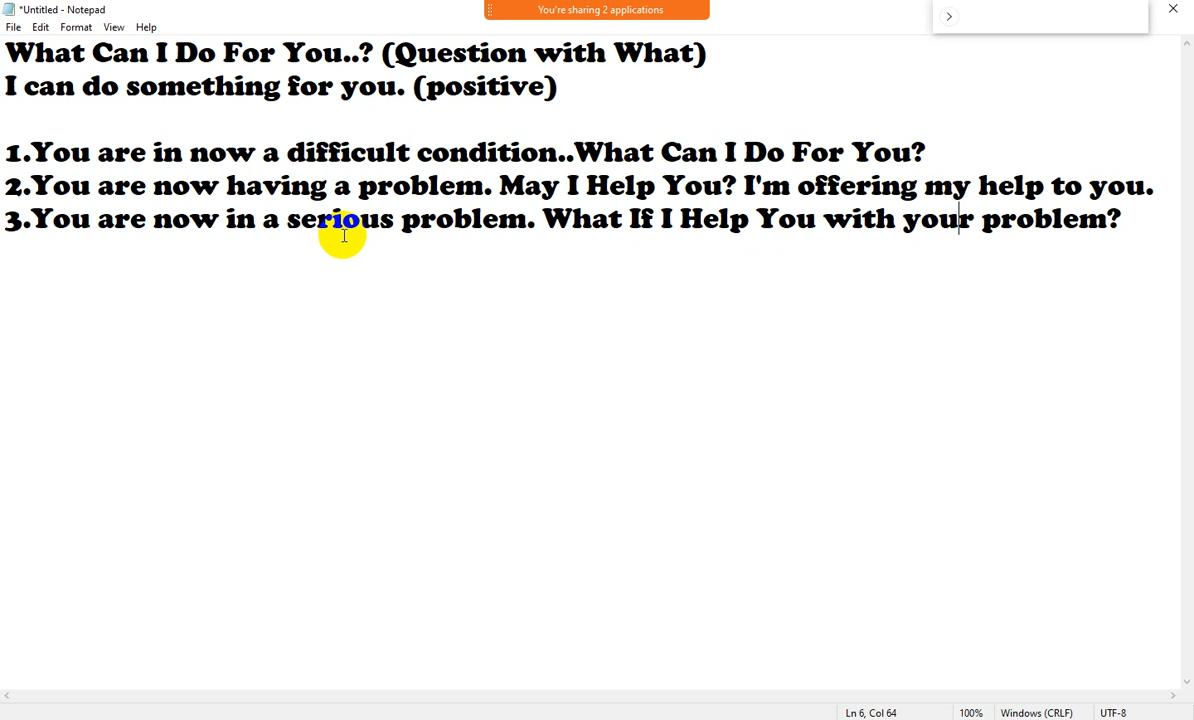 *Untitled - Notepad
You're sharing 2 applications
File Edit Format View Help
What Can I Do For You..? (Question with What)
I can do something for you. (positive)
1.You are in now a difficult condition..What Can I Do For You?
2.You are now having a problem. May I Help You? I'm offering my help to you.
3.You are now in a serious problem. What If I Help You with your problem?
Ln 6, Col 64 100% Windows (CRLF) UTF-8